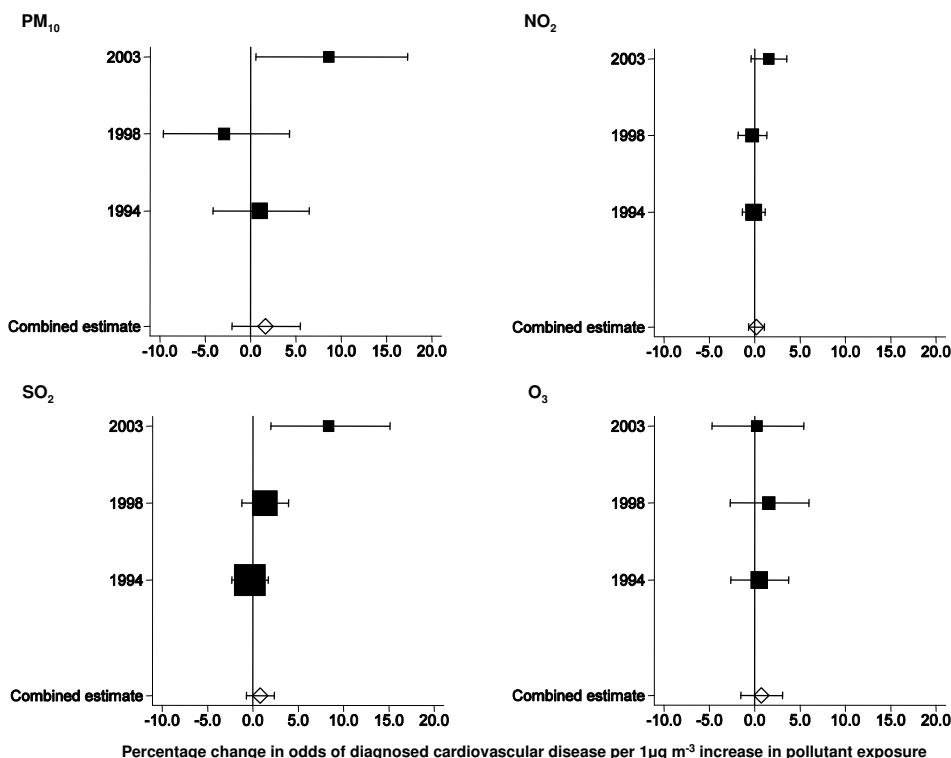 PM10
2003
1998
1994
Combined estimate
-10.0 -5.0 0.0 5.0 10.0 15.0 20.0
NO2
2003
1998
1994
Combined estimate
-10.0 -5.0 0.0 5.0 10.0 15.0 20.0
SO2
2003
1998
1994
Combined estimate
-10.0 -5.0 0.0 5.0 10.0 15.0 20.0
O3
2003
1998
1994
Combined estimate
-10.0 -5.0 0.0 5.0 10.0 15.0 20.0
Percentage change in odds of diagnosed cardiovascular disease per 1µg m-3 increase in pollutant exposure